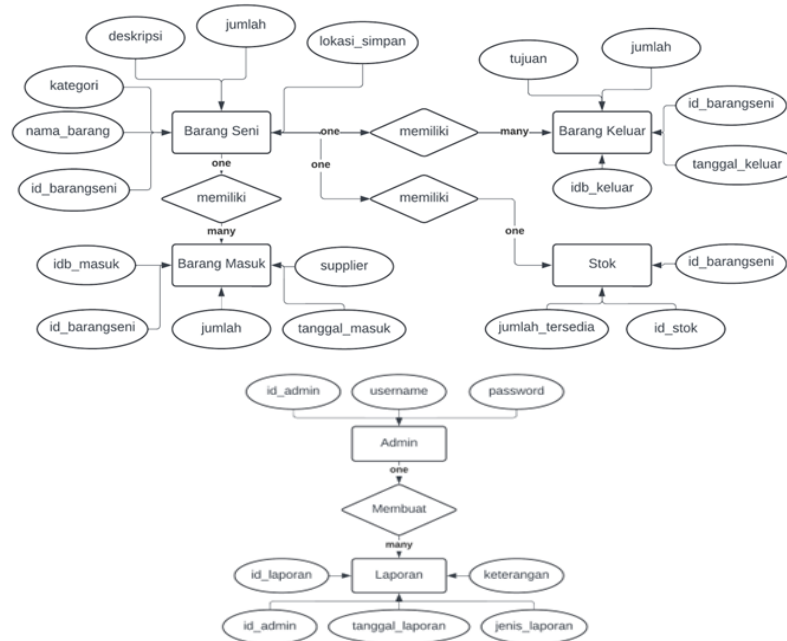 jumlah
deskripsi
lokasi_simpan
kategori
nama_barang
id_barangseni
Barang Seni
one
memiliki
many
Barang Keluar
tujuan
jumlah
id_barangseni
tanggal_keluar
idb_keluar
one
memiliki
many
one
memiliki
one
Barang Masuk
idb_masuk
id_barangseni
jumlah
supplier
tanggal_masuk
Stok
id_barangseni
jumlah_tersedia
id_stok
id_admin
username
password
Admin
one
Membuat
many
Laporan
id_laporan
keterangan
id_admin
tanggal_laporan
jenis_laporan